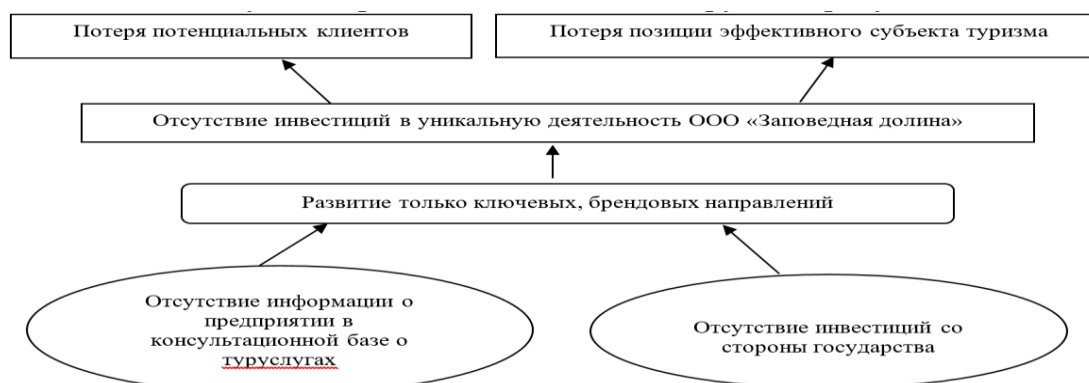 Потеря потенциальных клиентов
Потеря позиции эффективного субъекта туризма
Отсутствие инвестиций в уникальную деятельность ООО «Заповедная долина»
Развитие только ключевых, брендовых направлений
Отсутствие информации о
предприятии в
консультационной базе о
туруслугах
Отсутствие инвестиций со
стороны государства